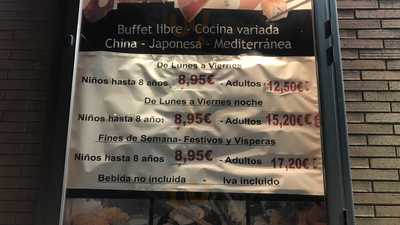 Buffet libre - Cocina variada
China - Japonesa - Mediterránea
De Lunes a Viernes
Niños hasta 8 años 8,95€ - Adultos 12,50€
De Lunes a Viernes noche
Niños hasta 8 años: 8,95€ - Adultos 15,20€€
Fines de Semana- Festivos y Visperas
Niños hasta 8 años 8,95€ - Adultos 17,20€
Bebida no incluida - Iva incluido